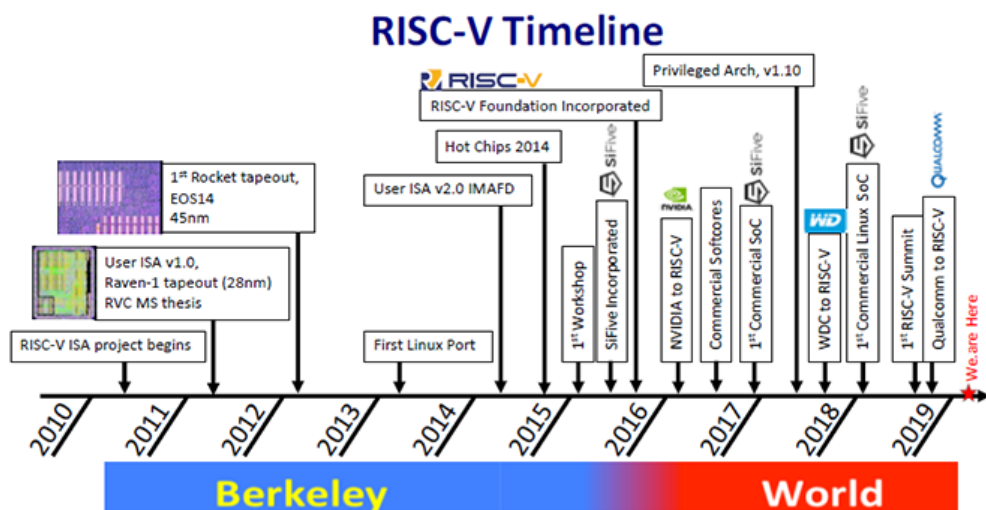 RISC-V Timeline
RISC-V
Privileged Arch, v1.10
RISC-V Foundation Incorporated
Hot Chips 2014
1st Rocket tapeout,
EOS14
45nm
User ISA v2.0 IMAFD
User ISA v1.0,
Raven-1 tapeout (28nm)
RVC MS thesis
RISC-V ISA project begins
First Linux Port
1st Workshop
SiFive
SiFive Incorporated
NVIDIA
NVIDIA to RISC-V
Commercial Softcores
SiFive
1st Commercial SoC
WD
WDC to RISC-V
SiFive
1st Commercial Linux SoC
1st RISC-V Summit
QUALCOMM
Qualcomm to RISC-V
We.are Here
2010
2011
2012
2013
2014
2015
2016
2017
2018
2019
Berkeley
World